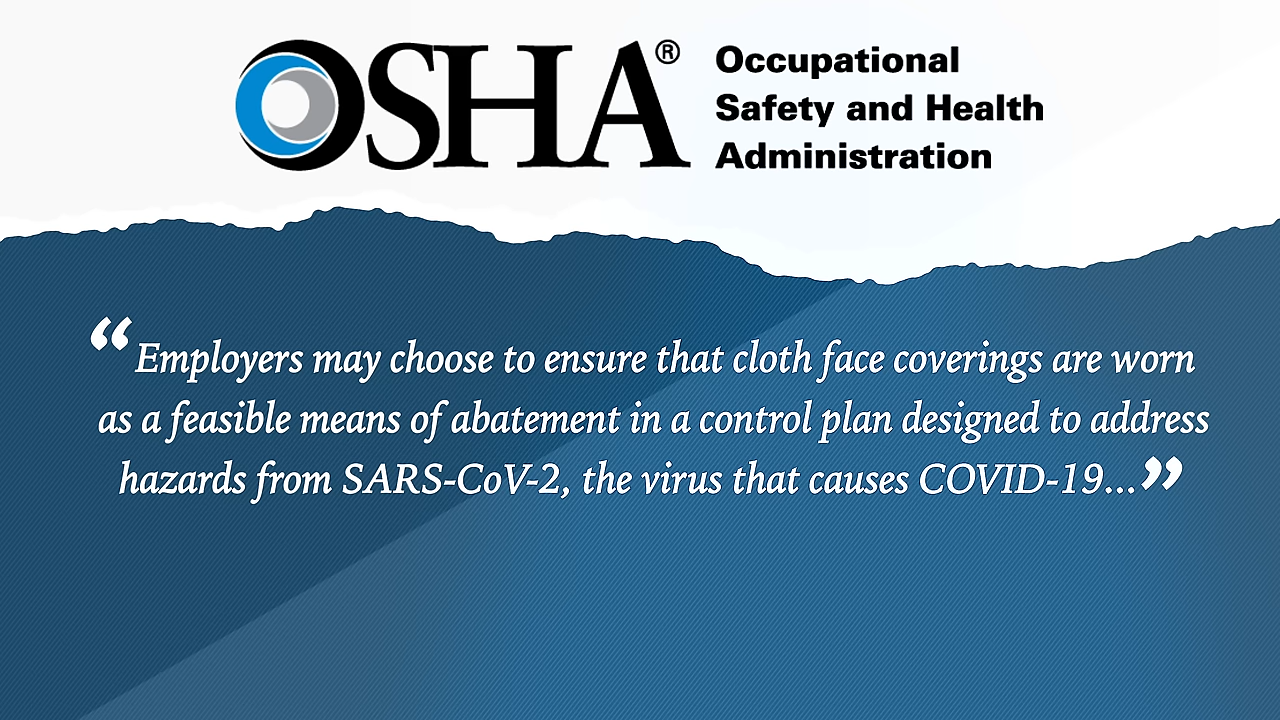 OSHA®
Occupational
Safety and Health
Administration
“Employers may choose to ensure that cloth face coverings are worn
as a feasible means of abatement in a control plan designed to address
hazards from SARS-CoV-2, the virus that causes COVID-19...”